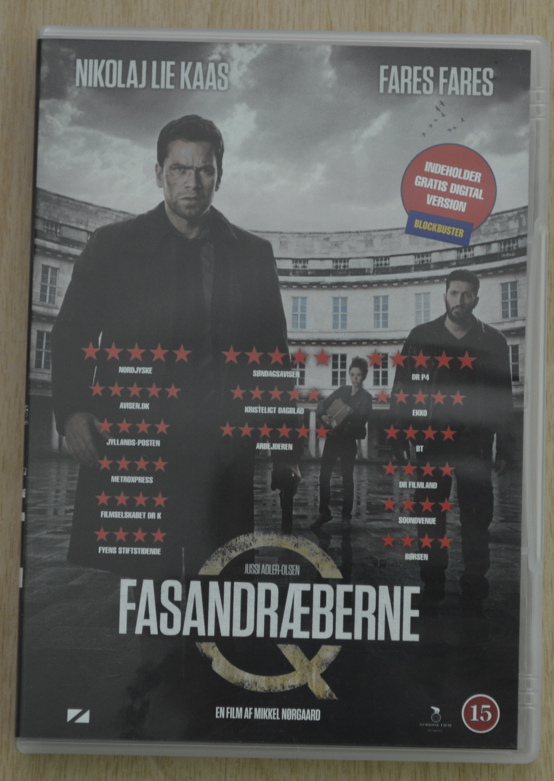 NIKOLAJ LIE KAAS
FARES FARES
INDEHOLDER
GRATIS DIGITAL
VERSION
BLOCKBUSTER
NORDJYSKE
SØNDAGSAVISEN
DR P4
AVISEN.DK
KRISTELIGT DAGBLAD
EKKO
JYLLANDS-POSTEN
ARBEJDEREN
BT
METROXPRESS
DR FILMLAND
FILMSELSKABET DR K
SOUNDVENUE
FYENS STIFTSTIDENDE
BØRSEN
JUSSI ADLER-OLSEN
Q
FASANDRÆBERNE
EN FILM AF MIKKEL NØRGAARD
15